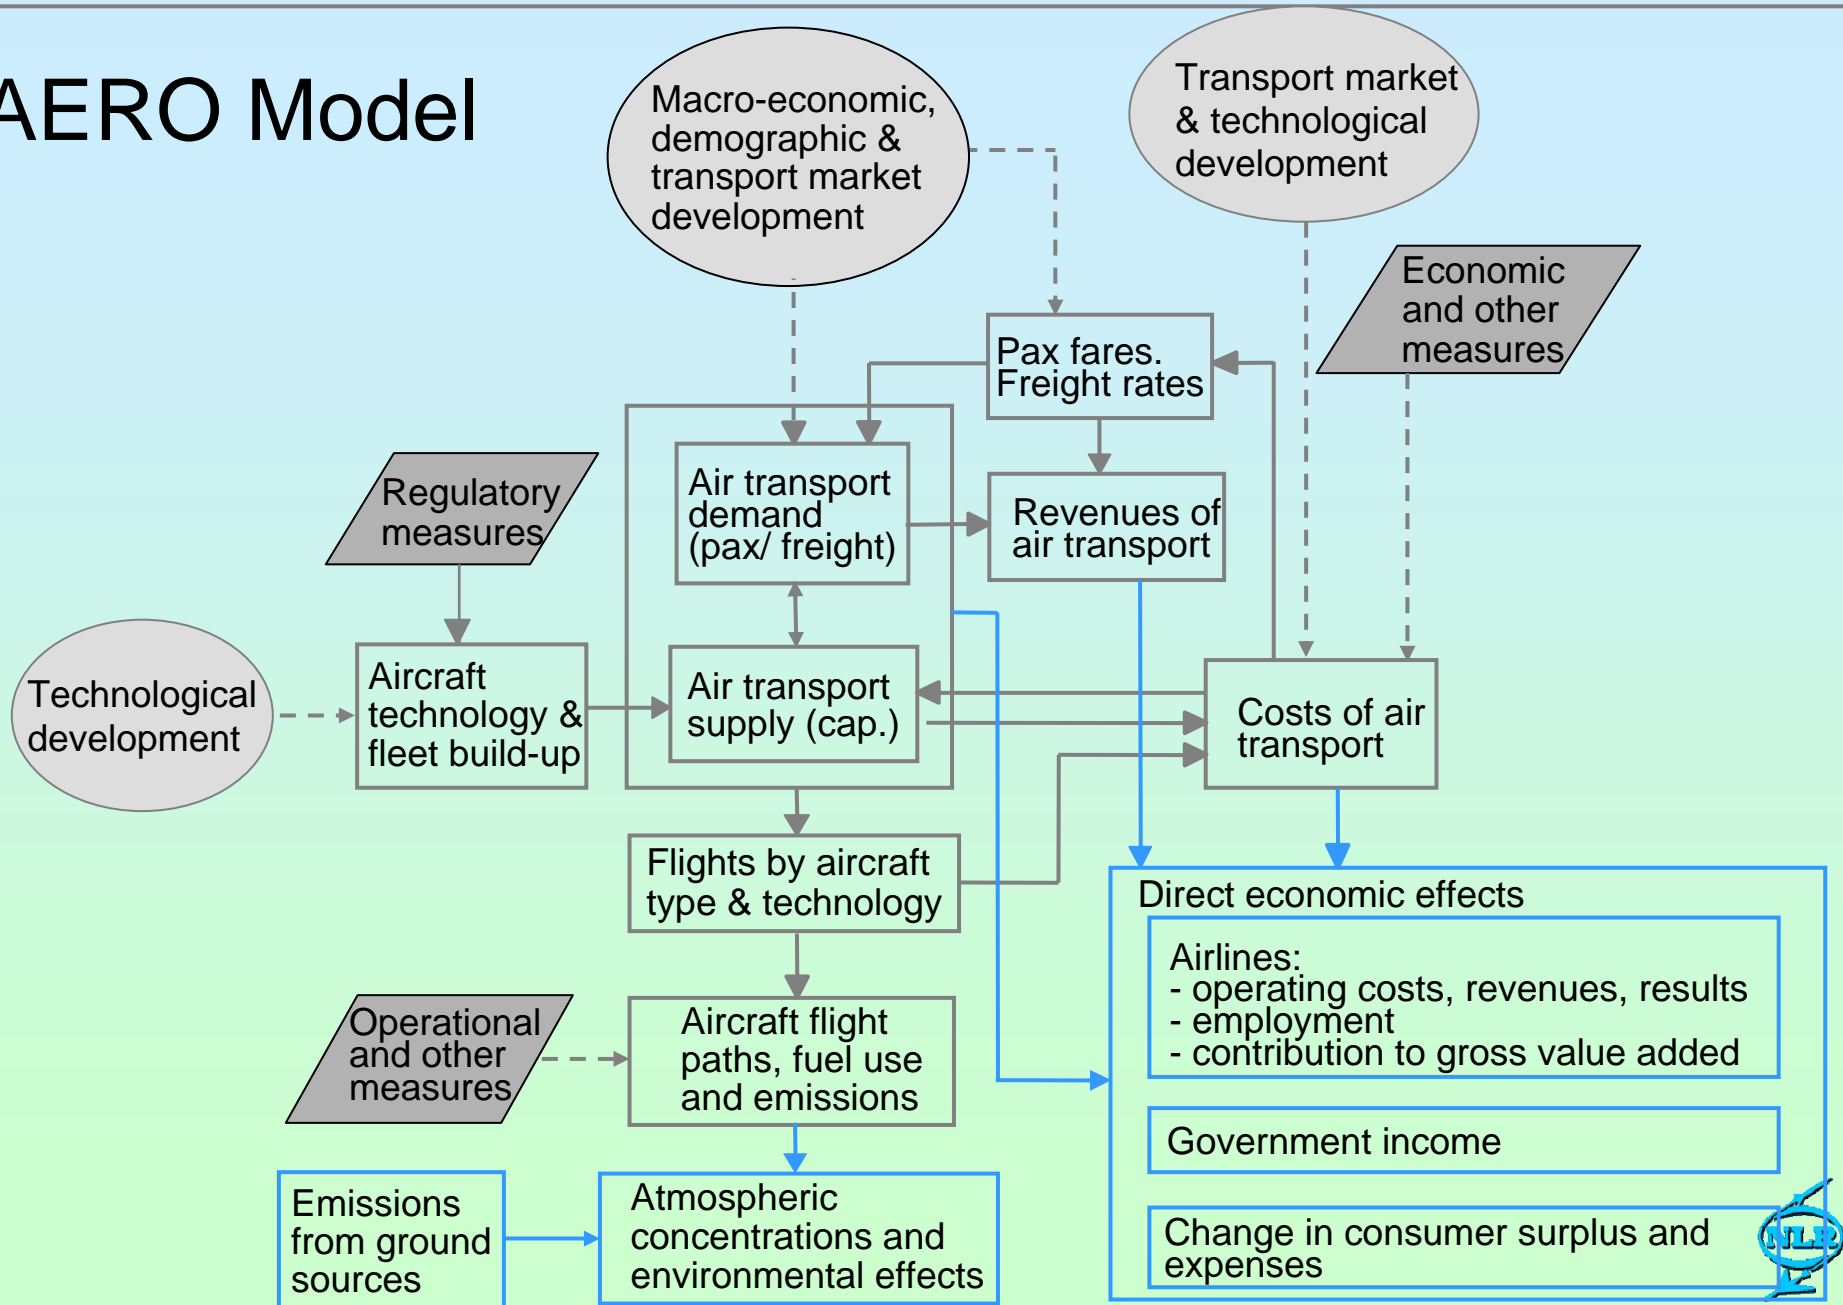 AERO Model
Macro-economic,
demographic &
transport market
development
Transport market
& technological
development
Economic
and other
measures
Pax fares.
Freight rates
Regulatory
measures
Air transport
demand
(pax/ freight)
Revenues of
air transport
Technological
development
Aircraft
technology &
fleet build-up
Air transport
supply (cap.)
Costs of air
transport
Flights by aircraft
type & technology
Direct economic effects
Airlines:
- operating costs, revenues, results
- employment
- contribution to gross value added
Operational
and other
measures
Aircraft flight
paths, fuel use
and emissions
Government income
Emissions
from ground
sources
Atmospheric
concentrations and
environmental effects
Change in consumer surplus and
expenses
NLR